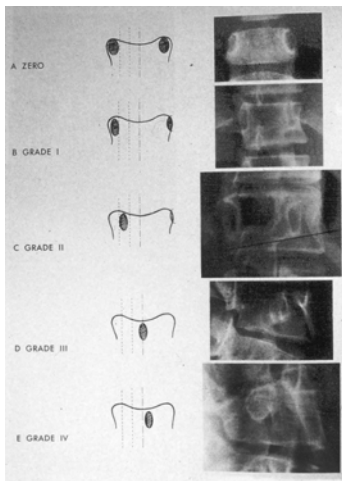 A ZERO
B GRADE I
C GRADE II
D GRADE III
E GRADE IV